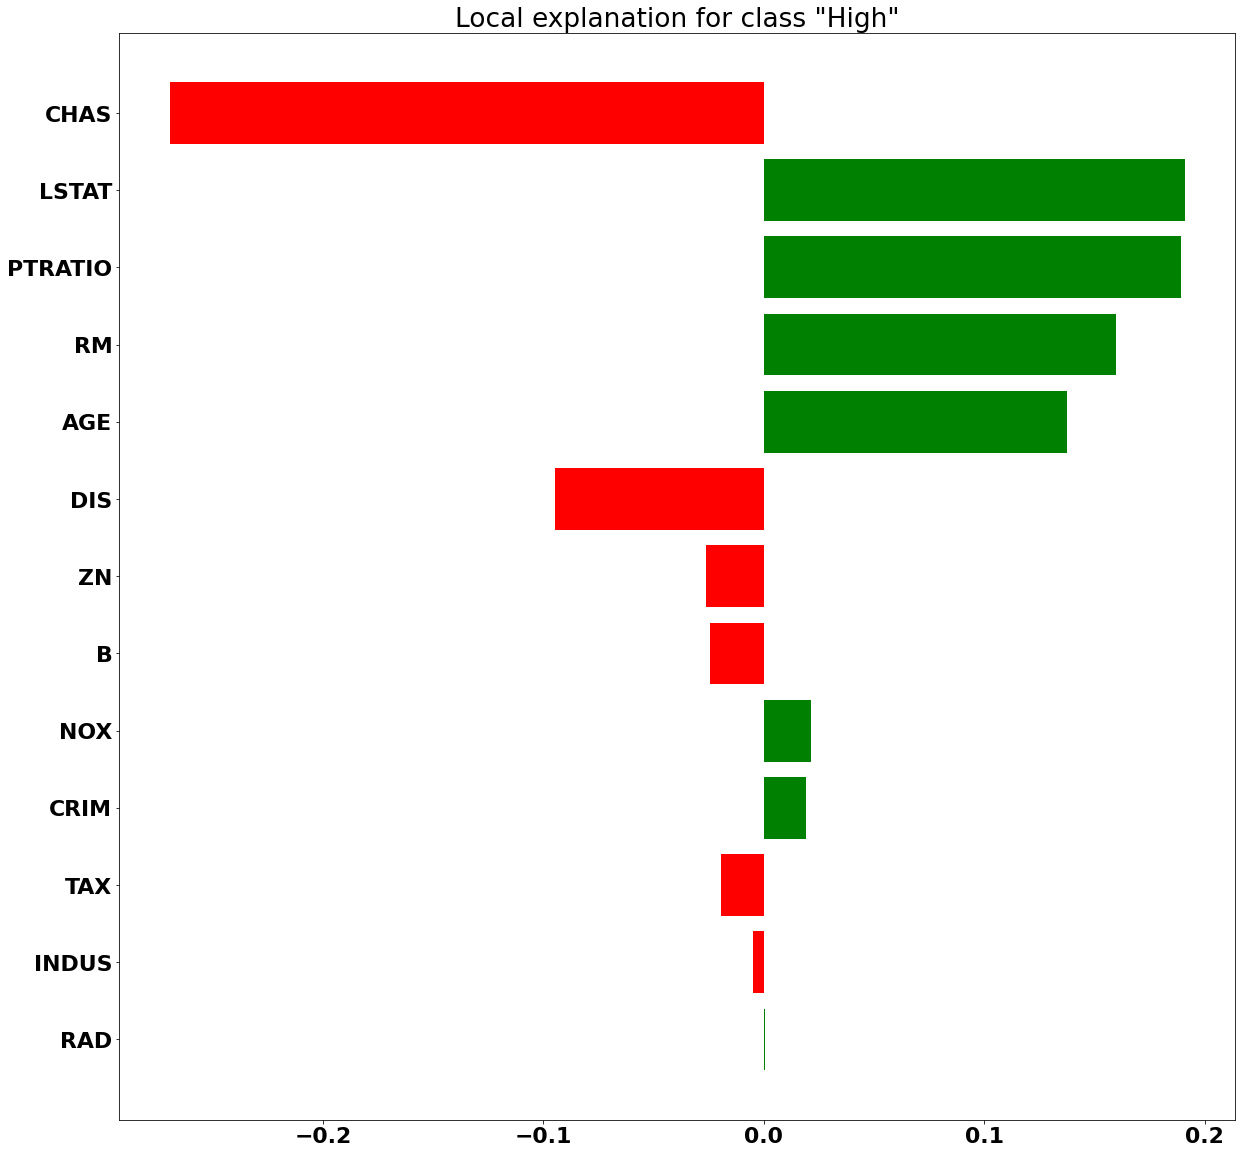 Local explanation for class "High"
CHAS
LSTAT
PTRATIO
RM
AGE
DIS
ZN
B
NOX
CRIM
TAX
INDUS
RAD
−0.2 −0.1 0.0 0.1 0.2